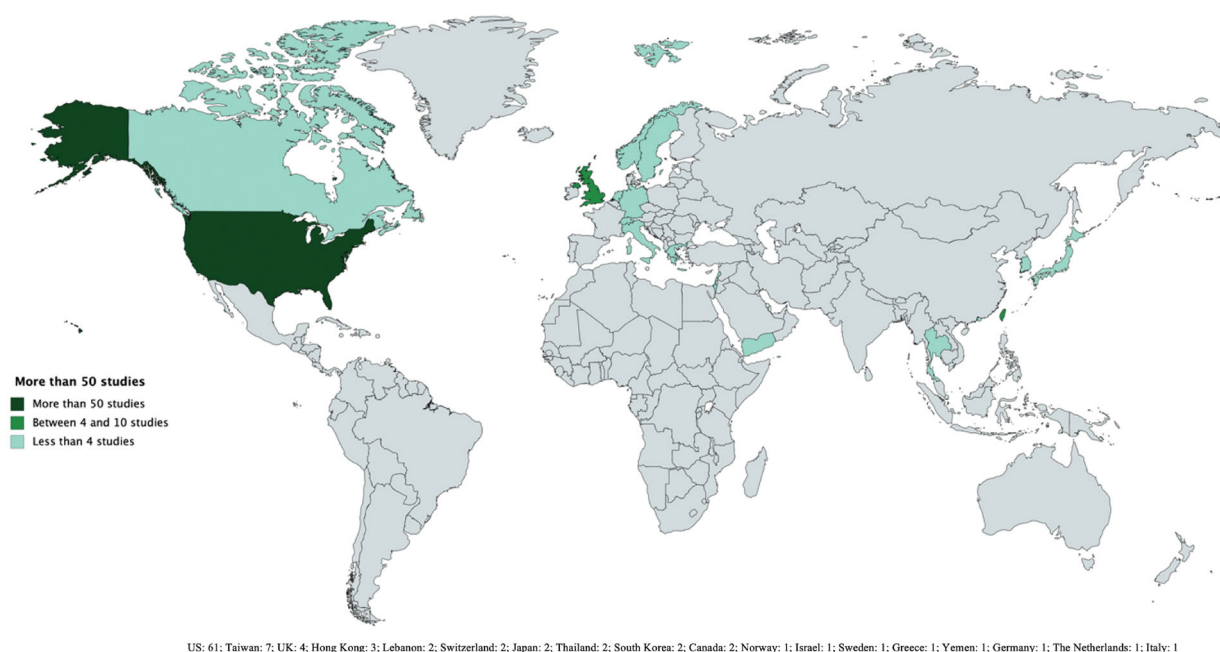 More than 50 studies
More than 50 studies
Between 4 and 10 studies
Less than 4 studies
US: 61; Taiwan: 7; UK: 4; Hong Kong: 3; Lebanon: 2; Switzerland: 2; Japan: 2; Thailand: 2; South Korea: 2; Canada: 2; Norway: 1; Israel: 1; Sweden: 1; Greece: 1; Yemen: 1; Germany: 1; The Netherlands: 1; Italy: 1